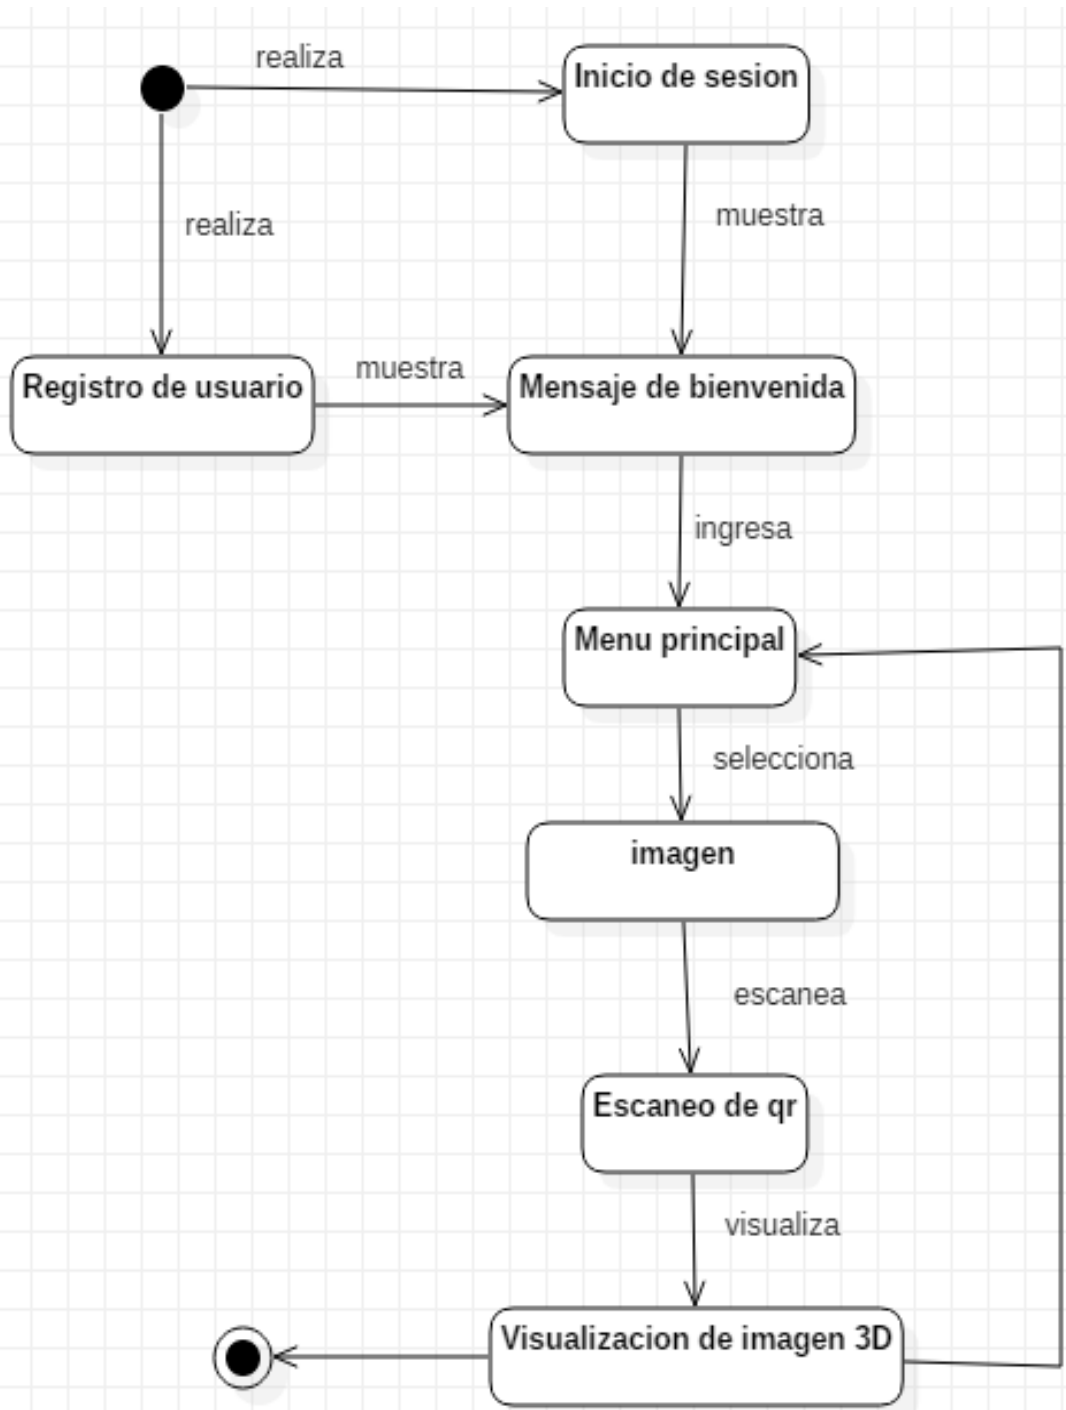 realiza
Inicio de sesion
realiza
muestra
Registro de usuario
muestra
Mensaje de bienvenida
ingresa
Menu principal
selecciona
imagen
escanea
Escaneo de qr
visualiza
Visualizacion de imagen 3D